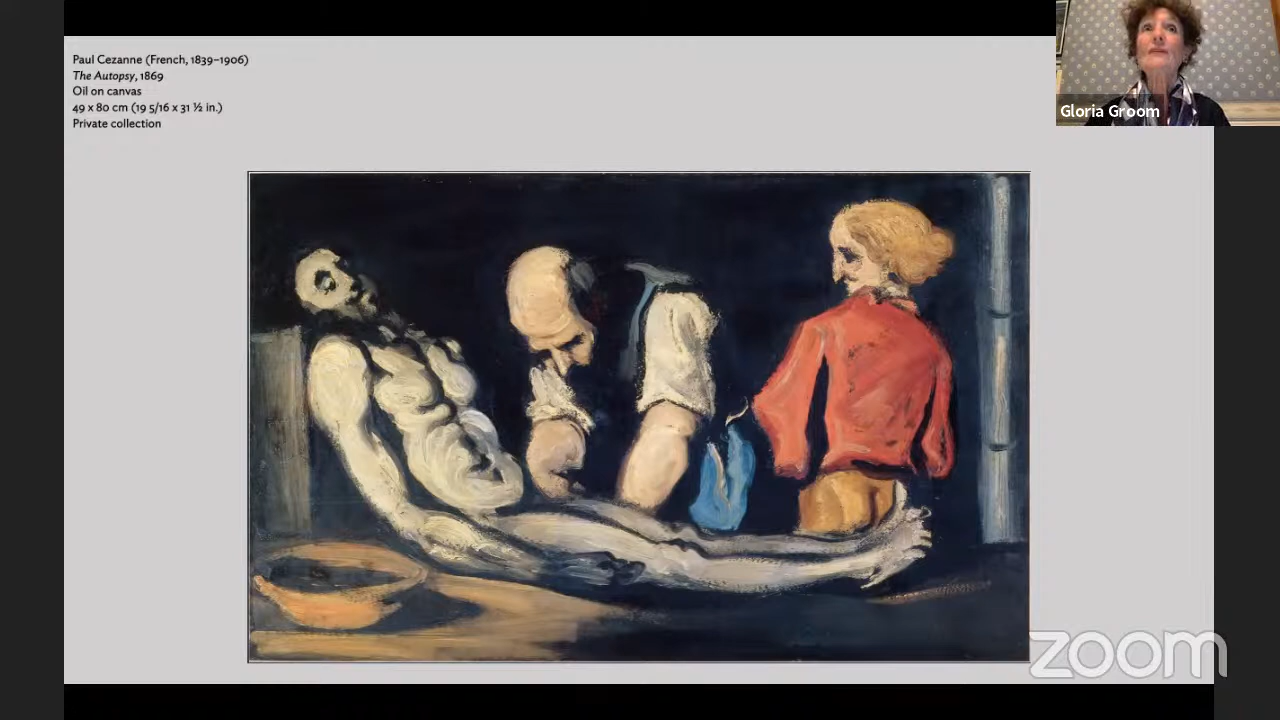 Paul Cezanne (French, 1839–1906)
The Autopsy, 1869
Oil on canvas
49 x 80 cm (19 5/16 x 31 ½ in.)
Private collection
Gloria Groom
zoom